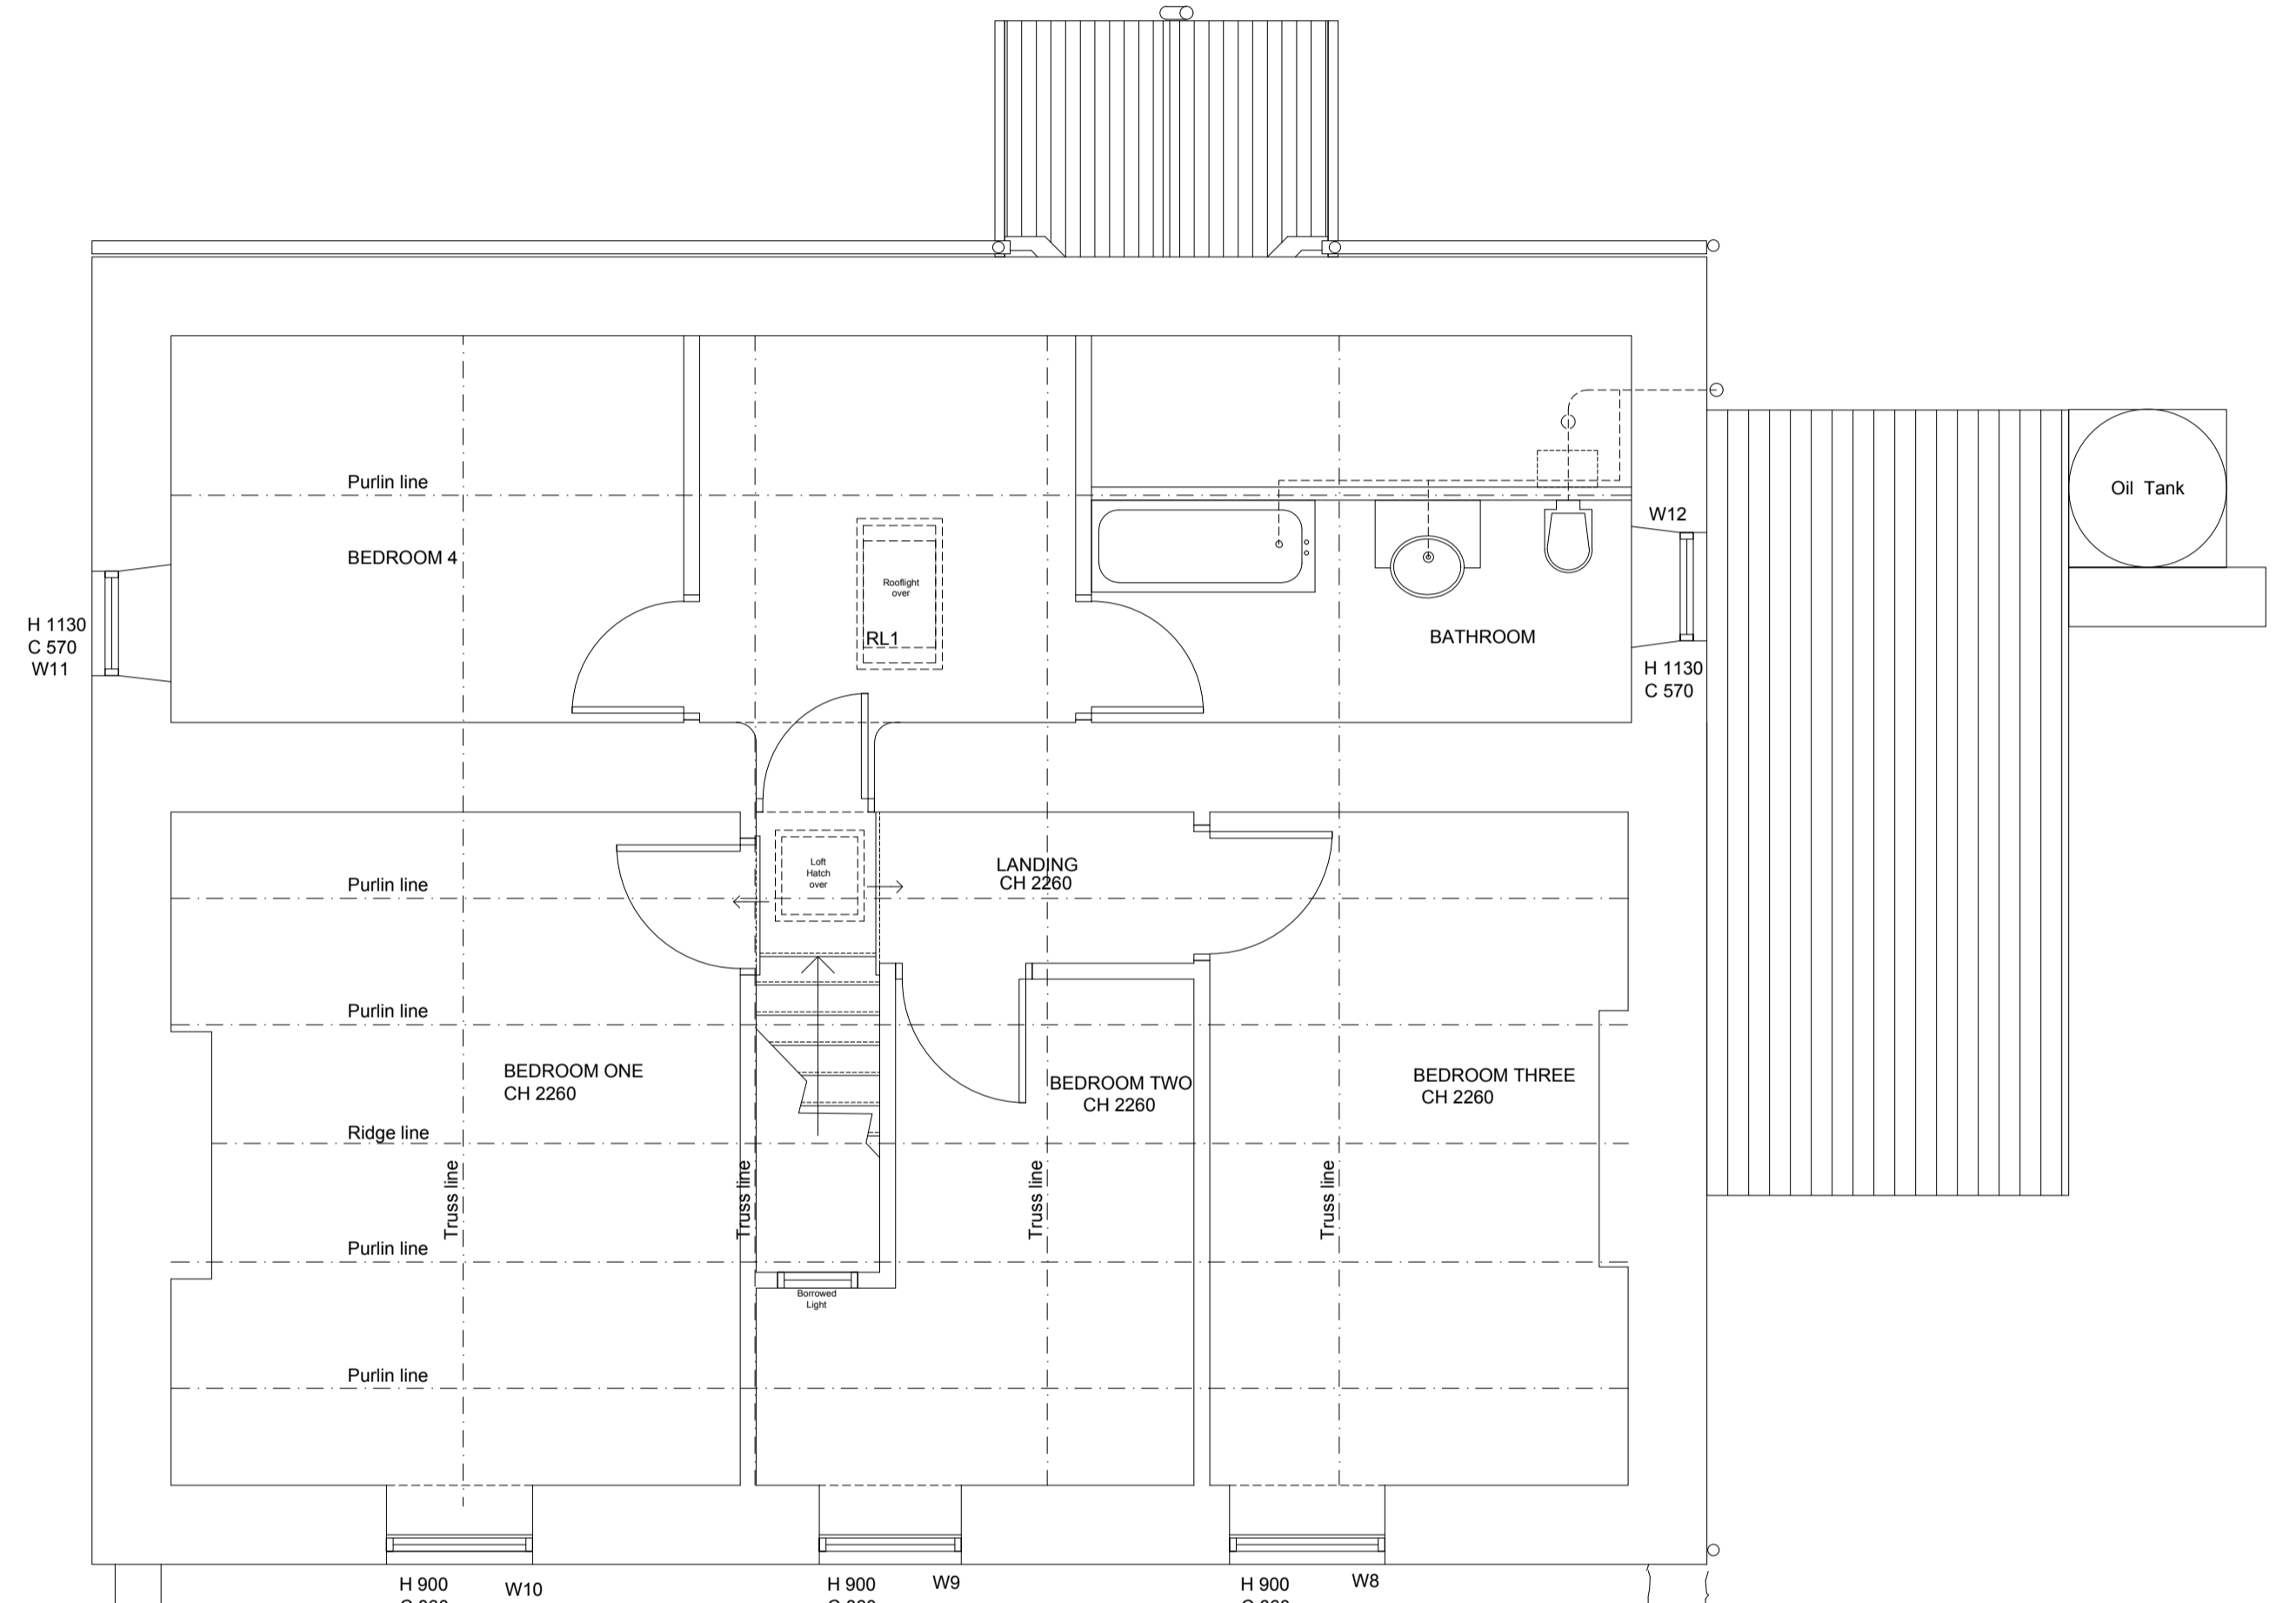 Purlin line
Oil Tank
W12
BEDROOM 4
Rooflight
over
RL1
BATHROOM
H 1130
C 570
W11
H 1130
C 570
Loft
Hatch
over
LANDING
CH 2260
Purlin line
Purlin line
BEDROOM ONE
CH 2260
BEDROOM TWO
CH 2260
BEDROOM THREE
CH 2260
Ridge line
Truss line
Truss line
Truss line
Truss line
Purlin line
Borrowed
Light
Purlin line
H 900
W10
H 900
W9
H 900
W8